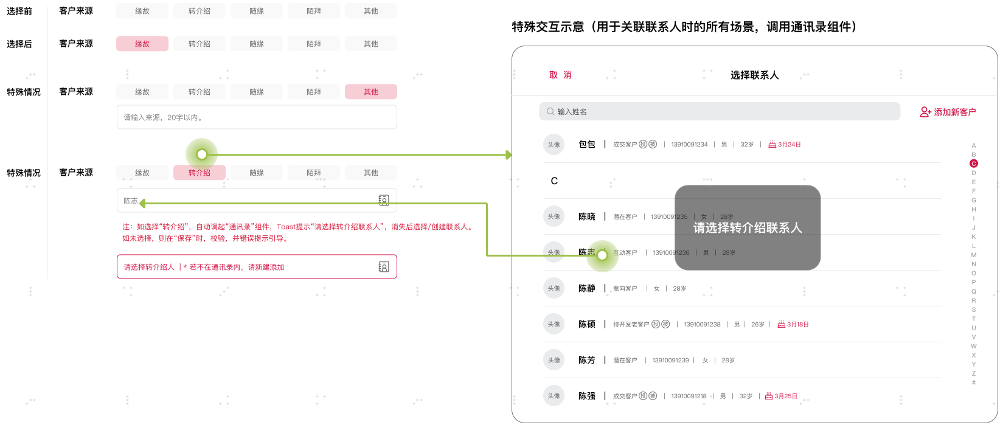 选择前 客户来源 缘故 转介绍 随缘 陌拜 其他
选择后 客户来源 缘故 转介绍 随缘 陌拜 其他
特殊情况 客户来源 缘故 转介绍 随缘 陌拜 其他
请输入来源，20字以内。
特殊情况 客户来源 缘故 转介绍 随缘 陌拜 其他
陈志
注：如选择“转介绍”，自动调起“通讯录”组件，Toast提示“请选择转介绍联系人”，消失后选择/创建联系人。
如未选择，则在“保存”时，校验，并错误提示引导。
请选择转介绍人 | * 若不在通讯录内，请新建添加
特殊交互示意（用于关联联系人时的所有场景，调用通讯录组件）
取 消 选择联系人
输入姓名 添加新客户
头像 包包 | 成交客户 投 被 | 13910091234 | 男 | 32岁 | 3月24日
C
头像 陈晓 | 潜在客户 | 13910091235 | 女 | 28岁
请选择转介绍联系人
头像 陈志 | 互动客户 | 13910091236 | 男 | 28岁
头像 陈静 | 意向客户 | 女 | 28岁
头像 陈硕 | 待开发老客户 投 被 | 13910091238 | 男 | 26岁 | 3月18日
头像 陈芳 | 潜在客户 | 13910091239 | 女 | 28岁
头像 陈强 | 成交客户 投 被 | 13910091218 | 男 | 32岁 | 3月25日
A
B
C
D
E
F
G
H
I
J
K
L
M
N
O
P
Q
R
S
T
U
V
W
X
Y
Z
#